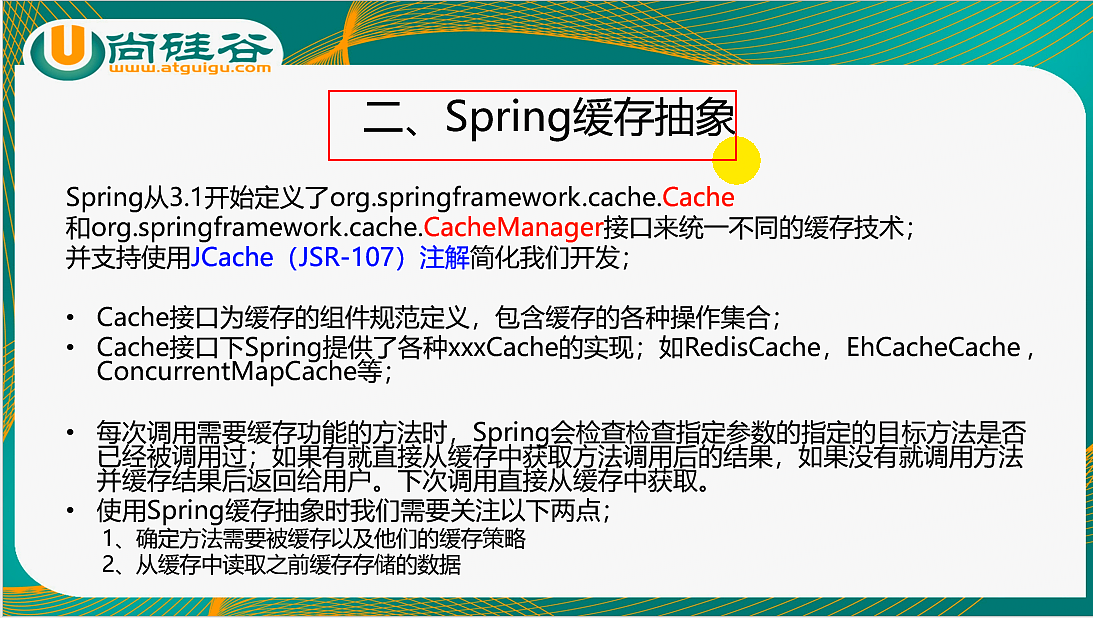 尚硅谷
www.atguigu.com
二、Spring缓存抽象
Spring从3.1开始定义了org.springframework.cache.Cache
和org.springframework.cache.CacheManager接口来统一不同的缓存技术；
并支持使用JCache（JSR-107）注解简化我们开发；
• Cache接口为缓存的组件规范定义，包含缓存的各种操作集合；
• Cache接口下Spring提供了各种xxxCache的实现；如RedisCache，EhCacheCache ,
ConcurrentMapCache等；
• 每次调用需要缓存功能的方法时，Spring会检查检查指定参数的指定的目标方法是否
已经被调用过；如果有就直接从缓存中获取方法调用后的结果，如果没有就调用方法
并缓存结果后返回给用户。下次调用直接从缓存中获取。
• 使用Spring缓存抽象时我们需要关注以下两点；
1、确定方法需要被缓存以及他们的缓存策略
2、从缓存中读取之前缓存存储的数据